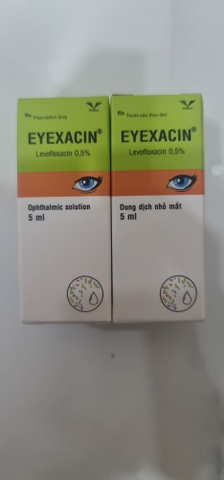 Rx Prescription drug
EYEXACIN®
Levofloxacin 0,5%
Ophthalmic solution
5 ml
Rx Thuốc bán theo đơn
EYEXACIN®
Levofloxacin 0,5%
Dung dịch nhỏ mắt
5 ml